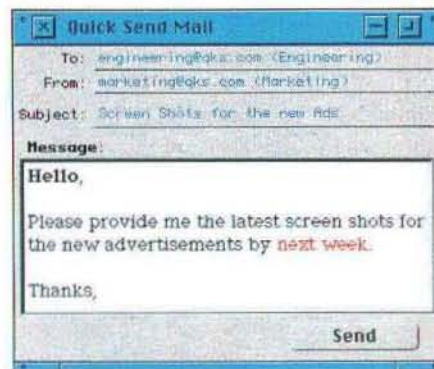 Quick Send Mail
To: engineering@qks.com (Engineering)
From: marketing@qks.com (Marketing)
Subject: Screen Shots for the new Ads
Message:
Hello,
Please provide me the latest screen shots for
the new advertisements by next week.
Thanks,
Send